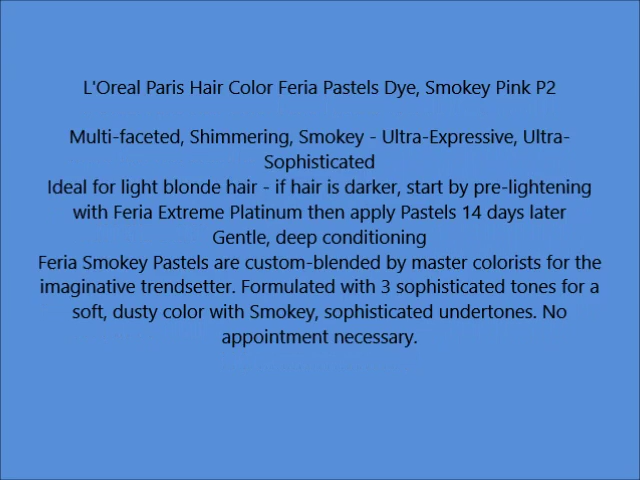 L'Oreal Paris Hair Color Feria Pastels Dye, Smokey Pink P2
Multi-faceted, Shimmering, Smokey - Ultra-Expressive, Ultra-
Sophisticated
Ideal for light blonde hair - if hair is darker, start by pre-lightening
with Feria Extreme Platinum then apply Pastels 14 days later
Gentle, deep conditioning
Feria Smokey Pastels are custom-blended by master colorists for the
imaginative trendsetter. Formulated with 3 sophisticated tones for a
soft, dusty color with Smokey, sophisticated undertones. No
appointment necessary.